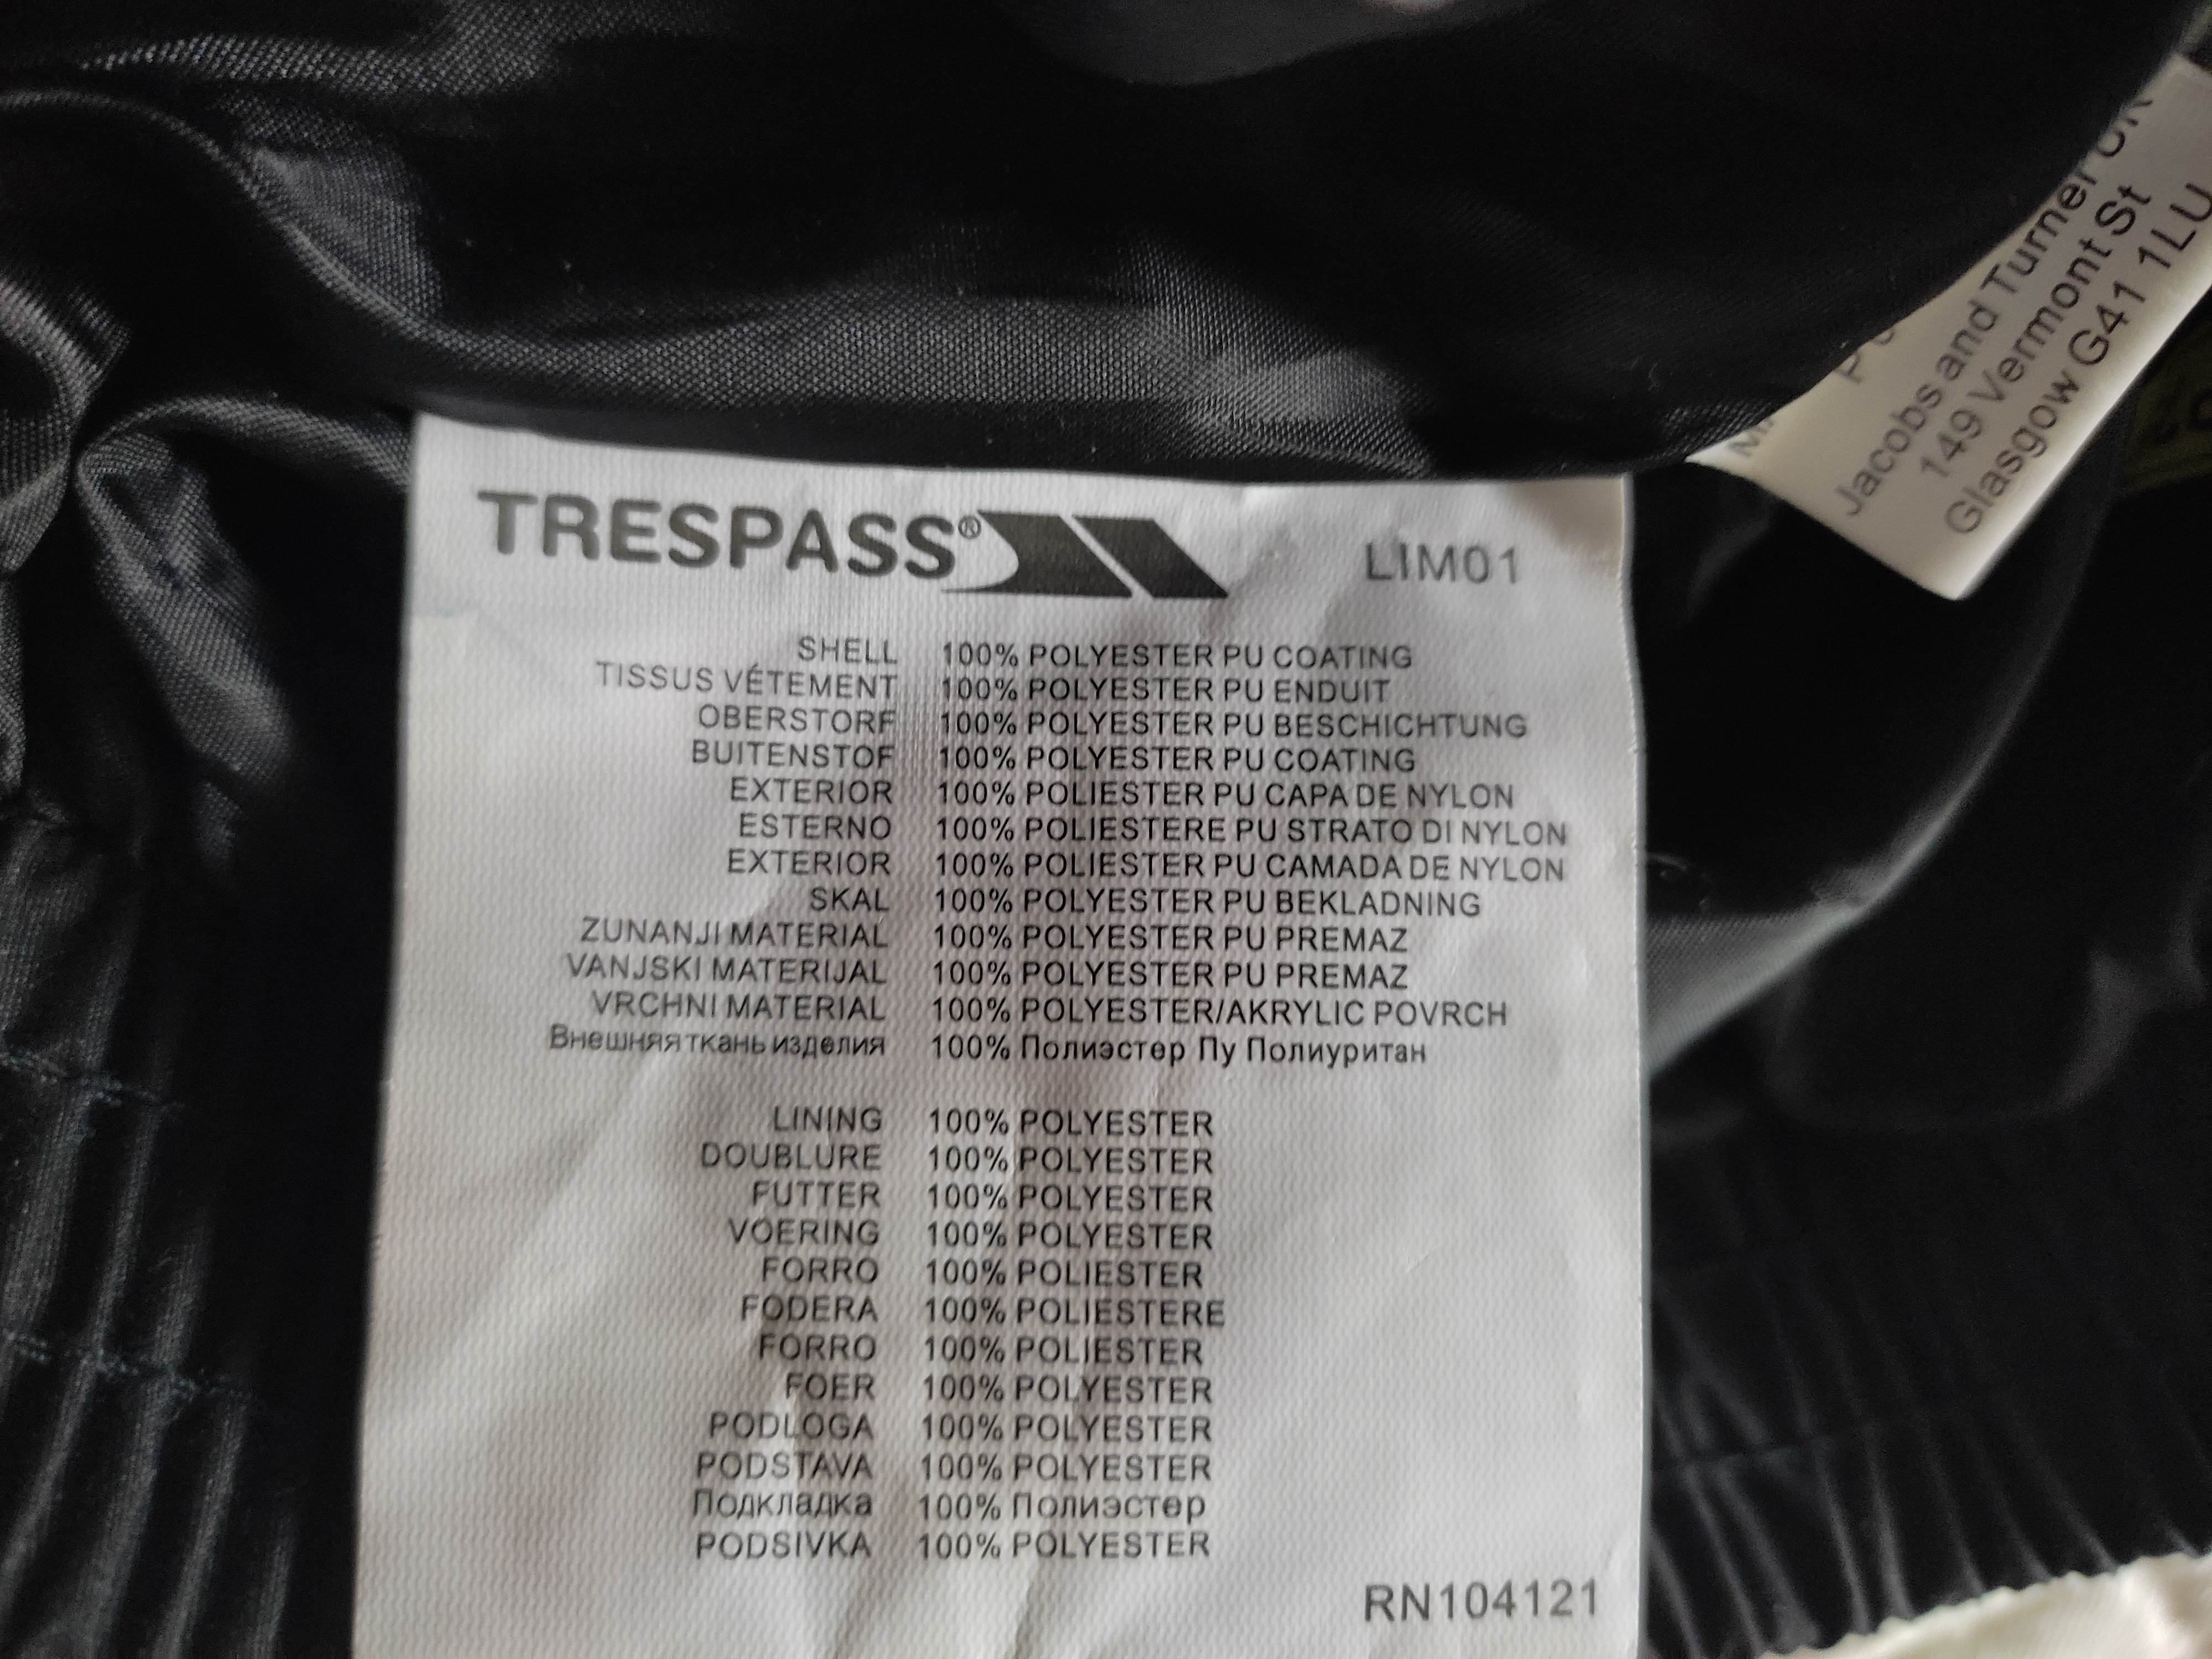 TRESPASS® LIM01
SHELL 100% POLYESTER PU COATING
TISSUS VÉTEMENT 100% POLYESTER PU ENDUIT
OBERSTORF 100% POLYESTER PU BESCHICHTUNG
BUITENSTOF 100% POLYESTER PU COATING
EXTERIOR 100% POLIESTER PU CAPA DE NYLON
ESTERNO 100% POLIESTERE PU STRATO DI NYLON
EXTERIOR 100% POLIESTER PU CAMADA DE NYLON
SKAL 100% POLYESTER PU BEKLADNING
ZUNANJI MATERIAL 100% POLYESTER PU PREMAZ
VANJSKI MATERIJAL 100% POLYESTER PU PREMAZ
VRCHNI MATERIAL 100% POLYESTER/AKRYLIC POVRCH
Внешняя ткань изделия 100% Полиэстер Пу Полиуритан
LINING 100% POLYESTER
DOUBLURE 100% POLYESTER
FUTTER 100% POLYESTER
VOERING 100% POLYESTER
FORRO 100% POLIESTER
FODERA 100% POLIESTERE
FORRO 100% POLIESTER
FOER 100% POLYESTER
PODLOGA 100% POLYESTER
PODSTAVA 100% POLYESTER
Подкладка 100% Полиэстер
PODSIVKA 100% POLYESTER
RN104121
Jacobs and Turner
149 Vermont St
Glasgow G41 1LU